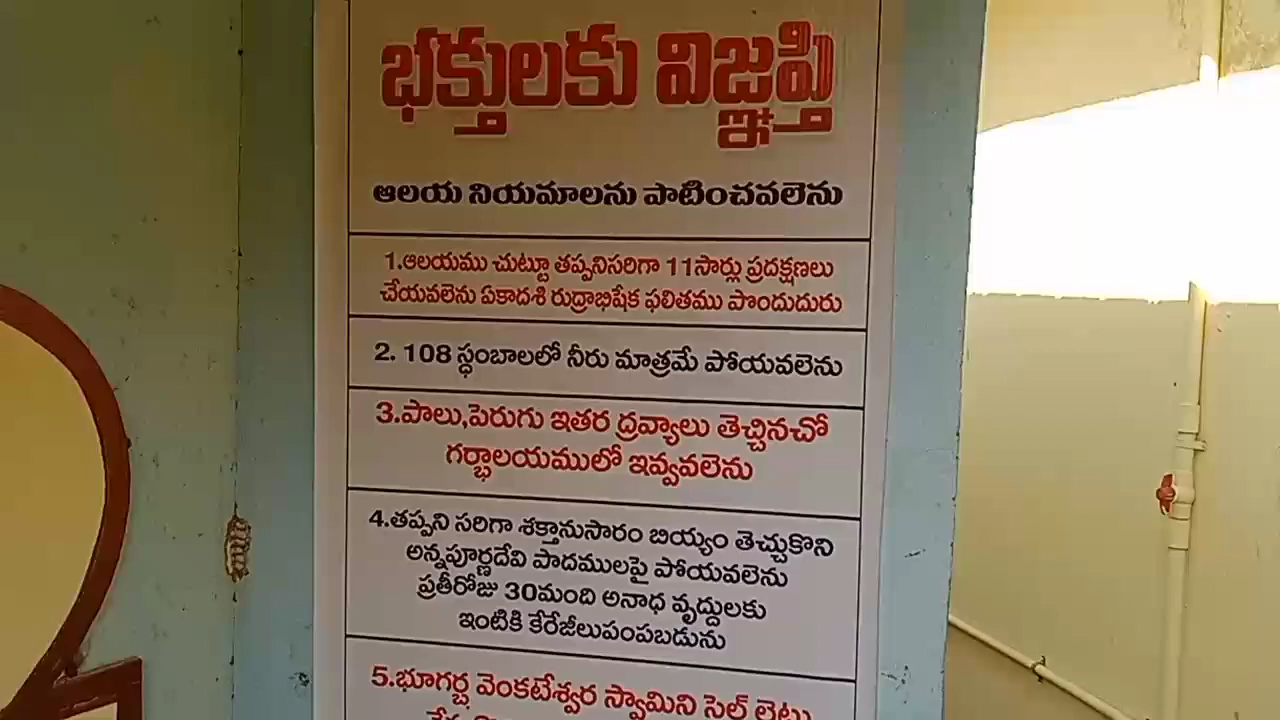 భక్తులకు విజ్ఞప్తి
ఆలయ నియమాలను పాటించవలెను
1.ఆలయము చుట్టూ తప్పనిసరిగా 11సార్లు ప్రదక్షణలు
చేయవలెను ఏకాదశి రుద్రాభిషేక ఫలితము పొందుదురు
2. 108 స్థంబాలలో నీరు మాత్రమే పోయవలెను
3.పాలు,పెరుగు ఇతర ద్రవ్యాలు తెచ్చినచో
గర్భాలయములో ఇవ్వవలెను
4.తప్పని సరిగా శక్తానుసారం బియ్యం తెచ్చుకొని
అన్నపూర్ణదేవి పాదములపై పోయవలెను
ప్రతీరోజు 30మంది అనాధ వృద్దులకు
ఇంటికి కేరేజీలుపంపబడును
5.భూగర్భ వెంకటేశ్వర స్వామిని సెల్ లైటు